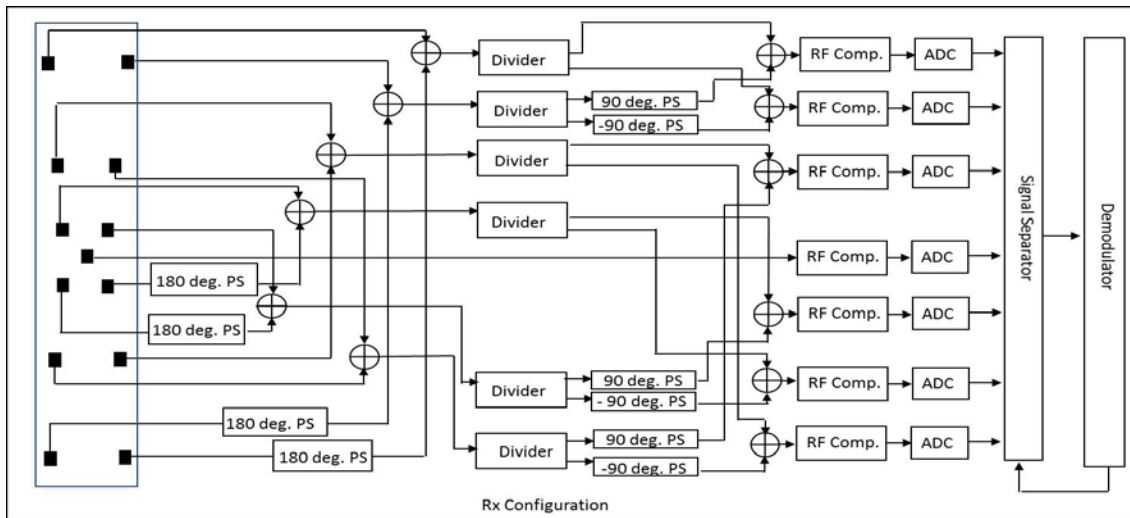 Divider
RF Comp.
ADC
Divider
90 deg. PS
-90 deg. PS
RF Comp.
ADC
Divider
RF Comp.
ADC
Divider
180 deg. PS
RF Comp.
ADC
180 deg. PS
RF Comp.
ADC
Divider
90 deg. PS
- 90 deg. PS
RF Comp.
ADC
180 deg. PS
180 deg. PS
Divider
90 deg. PS
-90 deg. PS
RF Comp.
ADC
Signal Separator
Demodulator
Rx Configuration